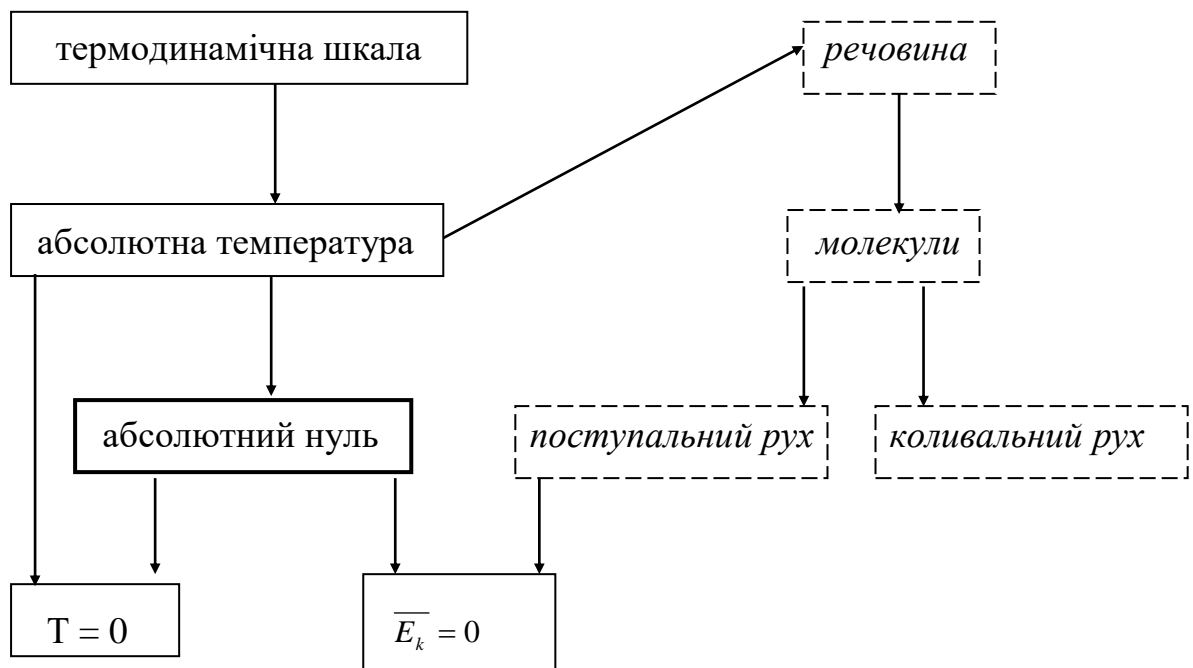 термодинамічна шкала
речовина
абсолютна температура
молекули
абсолютний нуль
поступальний рух
коливальний рух
T = 0
$\overline{E_k} = 0$